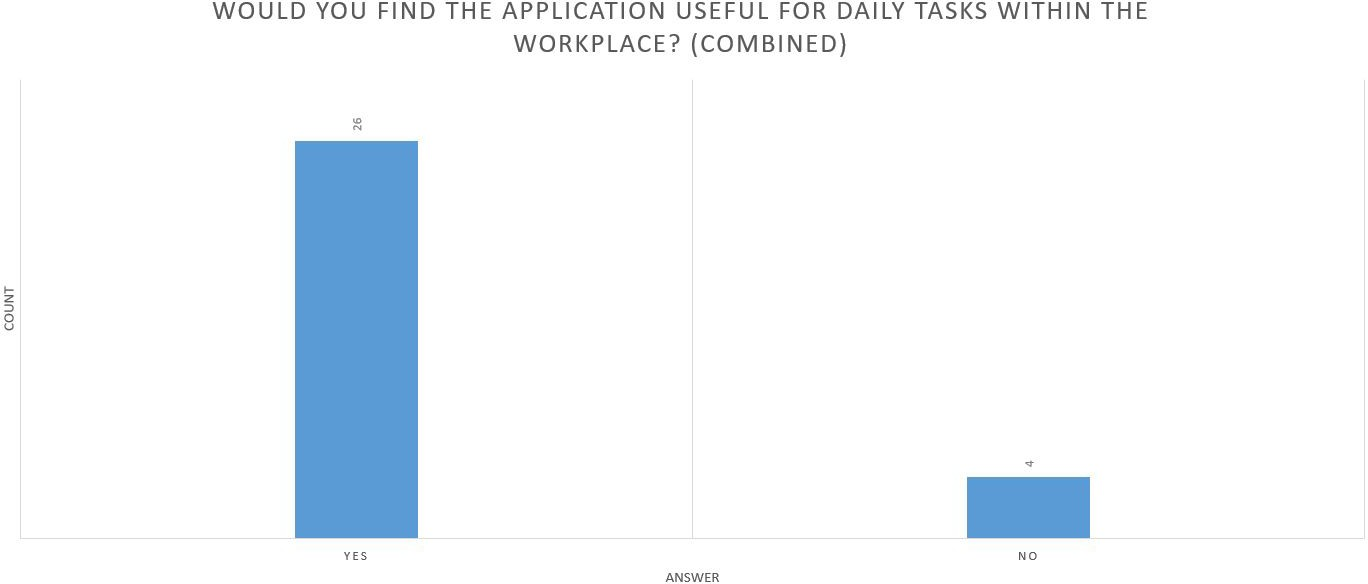 WOULD YOU FIND THE APPLICATION USEFUL FOR DAILY TASKS WITHIN THE
WORKPLACE? (COMBINED)
COUNT
26
4
YES
NO
ANSWER